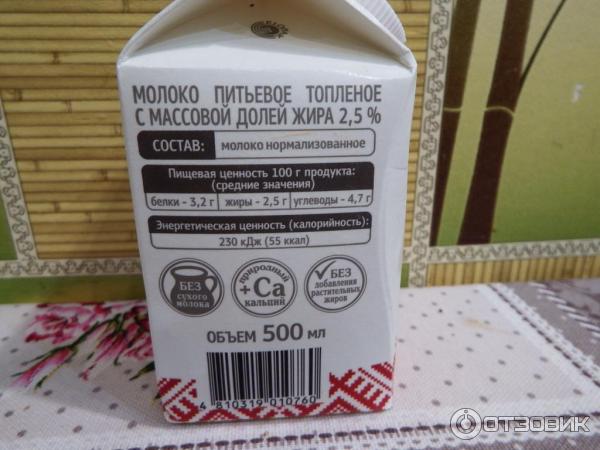 МОЛОКО ПИТЬЕВОЕ ТОПЛЕНОЕ
С МАССОВОЙ ДОЛЕЙ ЖИРА 2,5 %
СОСТАВ: молоко нормализованное
Пищевая ценность 100 г продукта:
(средние значения)
белки - 3,2 г жиры - 2,5 г углеводы - 4,7 г
Энергетическая ценность (калорийность):
230 кДж (55 ккал)
БЕЗ
сухого
молока
природный
+ Ca
кальций
БЕЗ
добавления
растительных
жиров
ОБЪЕМ 500 мл
4 810319 010760
ОТЗОВИК